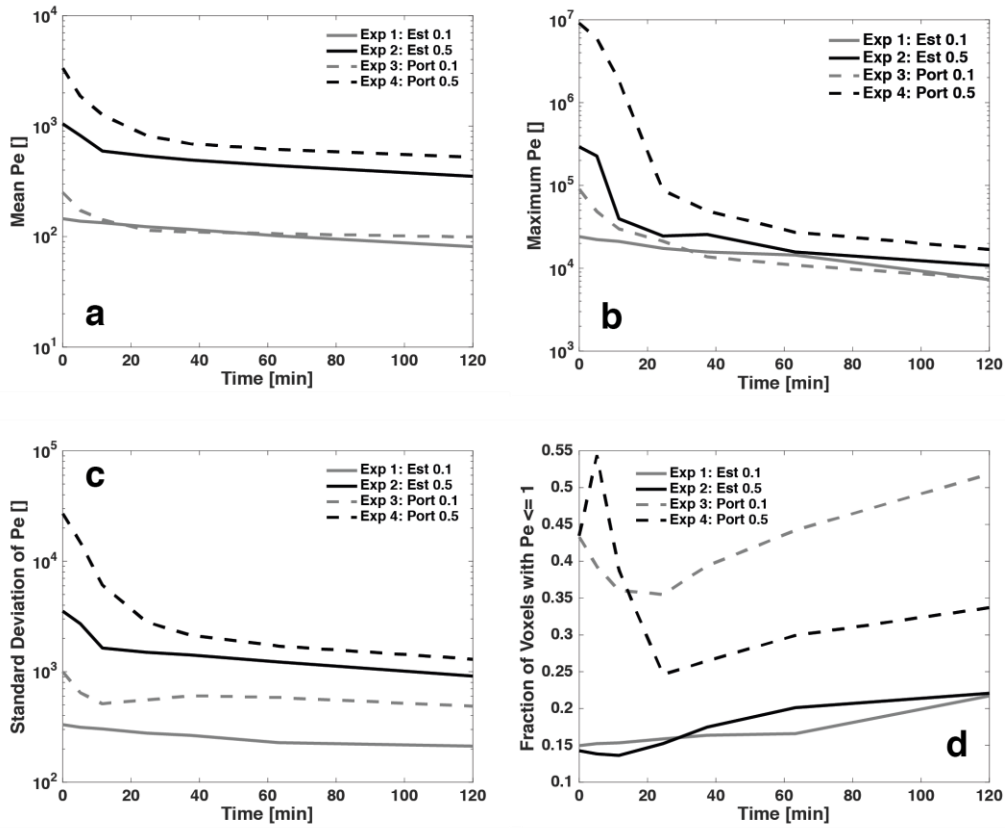 10^4
10^3
10^2
10^1
Mean Pe []
0 20 40 60 80 100 120
Time [min]
Exp 1: Est 0.1
Exp 2: Est 0.5
Exp 3: Port 0.1
Exp 4: Port 0.5
a
10^7
10^6
10^5
10^4
10^3
Maximum Pe []
0 20 40 60 80 100 120
Time [min]
Exp 1: Est 0.1
Exp 2: Est 0.5
Exp 3: Port 0.1
Exp 4: Port 0.5
b
10^5
10^4
10^3
10^2
Standard Deviation of Pe []
0 20 40 60 80 100 120
Time [min]
Exp 1: Est 0.1
Exp 2: Est 0.5
Exp 3: Port 0.1
Exp 4: Port 0.5
c
0.55
0.5
0.45
0.4
0.35
0.3
0.25
0.2
0.15
0.1
Fraction of Voxels with Pe <= 1
0 20 40 60 80 100 120
Time [min]
Exp 1: Est 0.1
Exp 2: Est 0.5
Exp 3: Port 0.1
Exp 4: Port 0.5
d